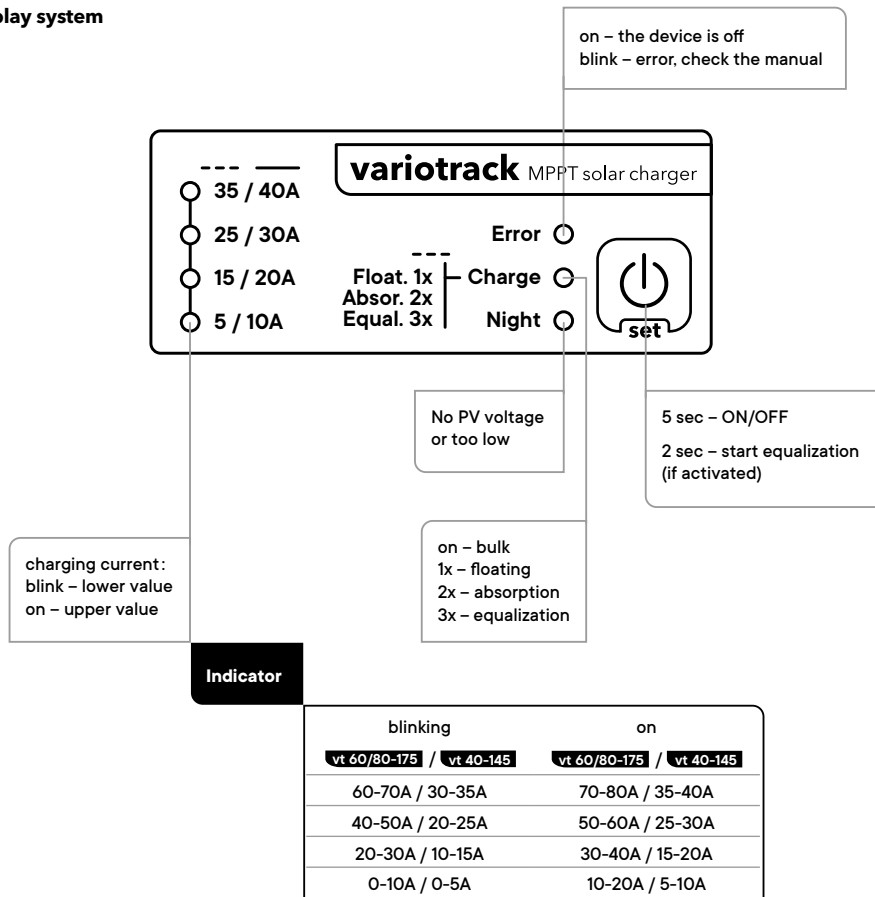 play system
on – the device is off
blink – error, check the manual
variotrack MPPT solar charger
35 / 40A
25 / 30A
15 / 20A
5 / 10A
Error
Float. 1x
Absor. 2x
Equal. 3x
Charge
Night
set
No PV voltage
or too low
5 sec – ON/OFF
2 sec – start equalization
(if activated)
charging current:
blink – lower value
on – upper value
on – bulk
1x – floating
2x – absorption
3x – equalization
Indicator
blinking on
vt 60/80-175 / vt 40-145 vt 60/80-175 / vt 40-145
60-70A / 30-35A 70-80A / 35-40A
40-50A / 20-25A 50-60A / 25-30A
20-30A / 10-15A 30-40A / 15-20A
0-10A / 0-5A 10-20A / 5-10A